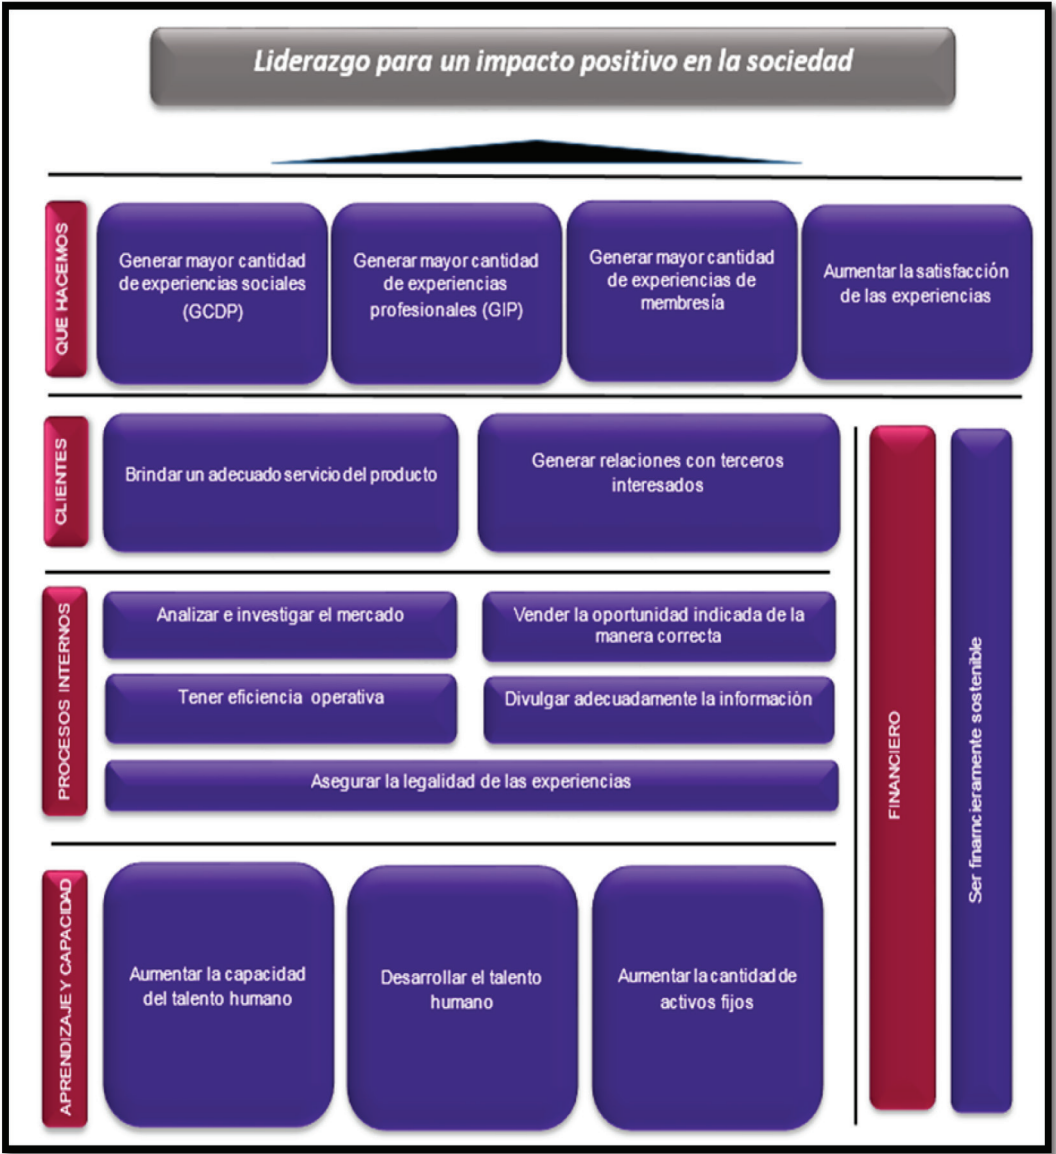 Liderazgo para un impacto positivo en la sociedad
QUE HACEMOS
Generar mayor cantidad
de experiencias sociales
(GCDP)
Generar mayor cantidad
de experiencias
profesionales (GIP)
Generar mayor cantidad
de experiencias de
membresía
Aumentar la satisfacción
de las experiencias
CLIENTES
Brindar un adecuado servicio del producto
Generar relaciones con terceros
interesados
PROCESOS INTERNOS
Analizar e investigar el mercado
Vender la oportunidad indicada de la
manera correcta
Tener eficiencia operativa
Divulgar adecuadamente la información
Asegurar la legalidad de las experiencias
APRENDIZAJE Y CAPACIDAD
Aumentar la capacidad
del talento humano
Desarrollar el talento
humano
Aumentar la cantidad de
activos fijos
FINANCIERO
Ser financieramente sostenible